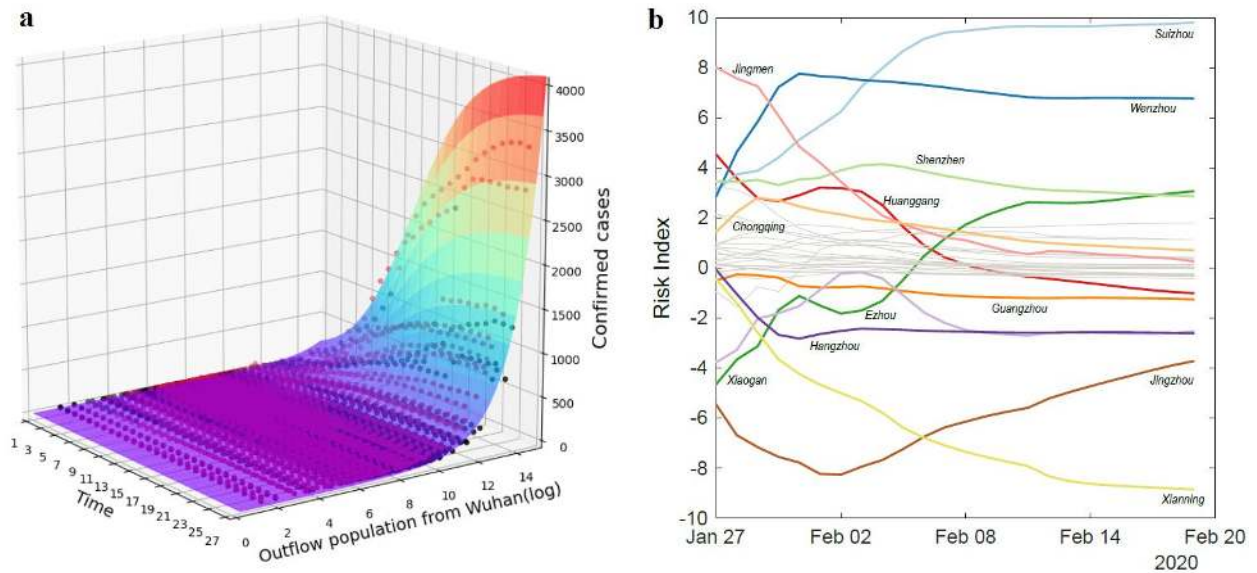 a
4000
3500
3000
2500
2000
1500
1000
500
0
Confirmed cases
1
3
5
7
9
11
13
15
17
19
21
23
25
27
Time
0
2
4
6
8
10
12
14
Outflow population from Wuhan(log)
b
10
8
6
4
2
0
-2
-4
-6
-8
-10
Risk Index
Suizhou
Jingmen
Wenzhou
Shenzhen
Huanggang
Chongqing
Guangzhou
Ezhou
Hangzhou
Xiaogan
Jingzhou
Xianning
Jan 27
Feb 02
Feb 08
Feb 14
Feb 20
2020